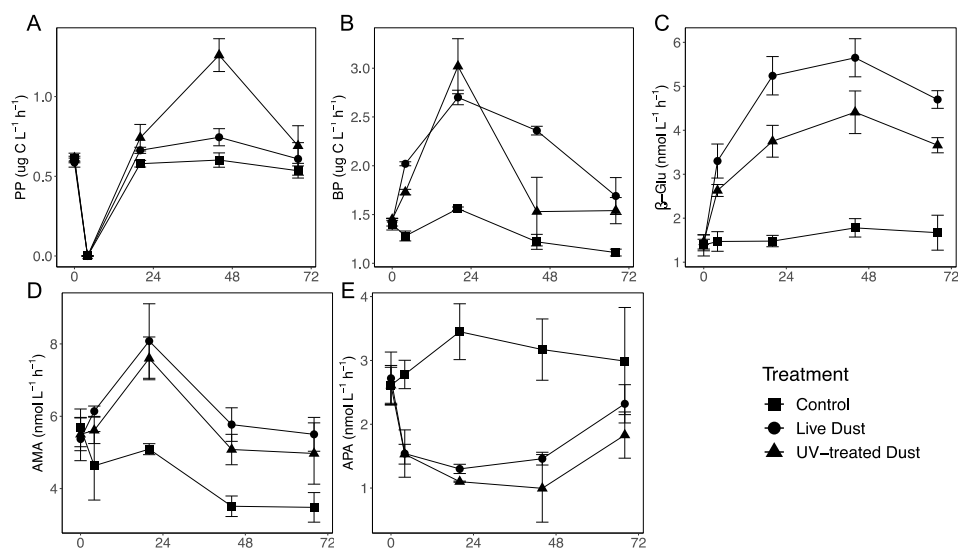 A
PP (ug C L⁻¹ h⁻¹)
1.0
0.5
0.0
0 24 48 72
B
BP (ug C L⁻¹ h⁻¹)
3.0
2.5
2.0
1.5
1.0
0 24 48 72
C
β−Glu (nmol L⁻¹ h⁻¹)
6
5
4
3
2
1
0 24 48 72
D
AMA (nmol L⁻¹ h⁻¹)
8
6
4
0 24 48 72
E
APA (nmol L⁻¹ h⁻¹)
4
3
2
1
0 24 48 72
Treatment
Control
Live Dust
UV−treated Dust